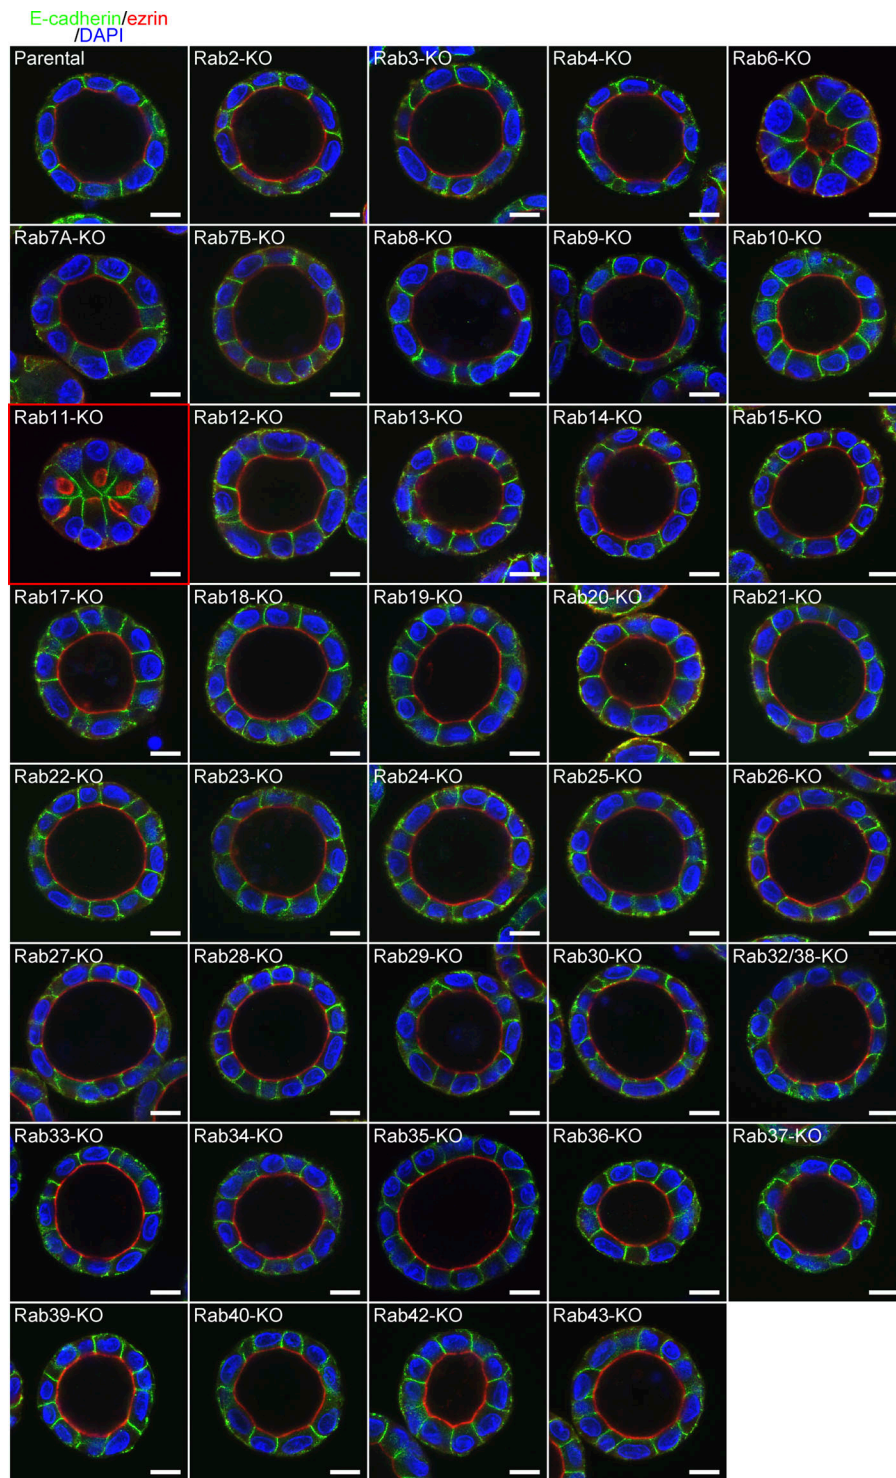 E-cadherin/ezrin
/DAPI
Parental
Rab2-KO
Rab3-KO
Rab4-KO
Rab6-KO
Rab7A-KO
Rab7B-KO
Rab8-KO
Rab9-KO
Rab10-KO
Rab11-KO
Rab12-KO
Rab13-KO
Rab14-KO
Rab15-KO
Rab17-KO
Rab18-KO
Rab19-KO
Rab20-KO
Rab21-KO
Rab22-KO
Rab23-KO
Rab24-KO
Rab25-KO
Rab26-KO
Rab27-KO
Rab28-KO
Rab29-KO
Rab30-KO
Rab32/38-KO
Rab33-KO
Rab34-KO
Rab35-KO
Rab36-KO
Rab37-KO
Rab39-KO
Rab40-KO
Rab42-KO
Rab43-KO